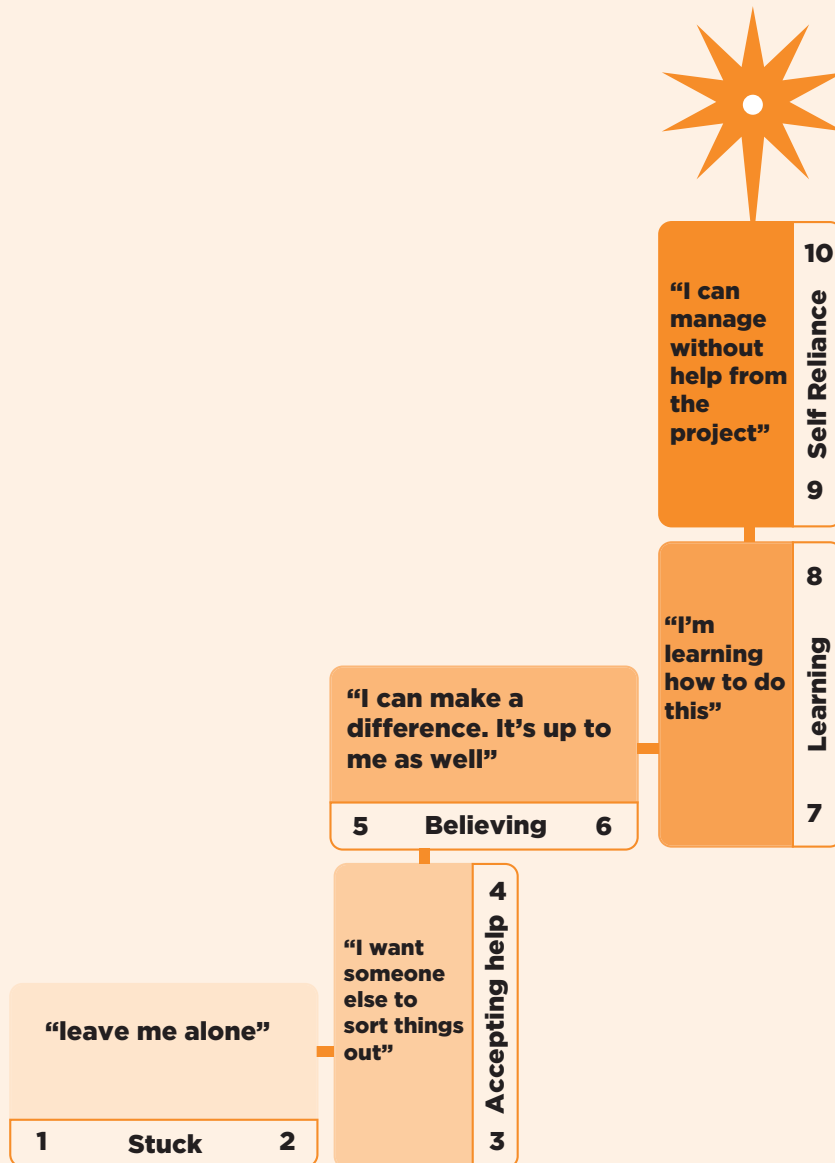 10
“I can
manage
without
help from
the
project”
Self Reliance
9
8
“I’m
learning
how to do
this”
Learning
7
“I can make a
difference. It’s up to
me as well”
5 Believing 6
4
“I want
someone
else to
sort things
out”
Accepting help
3
“leave me alone”
1 Stuck 2